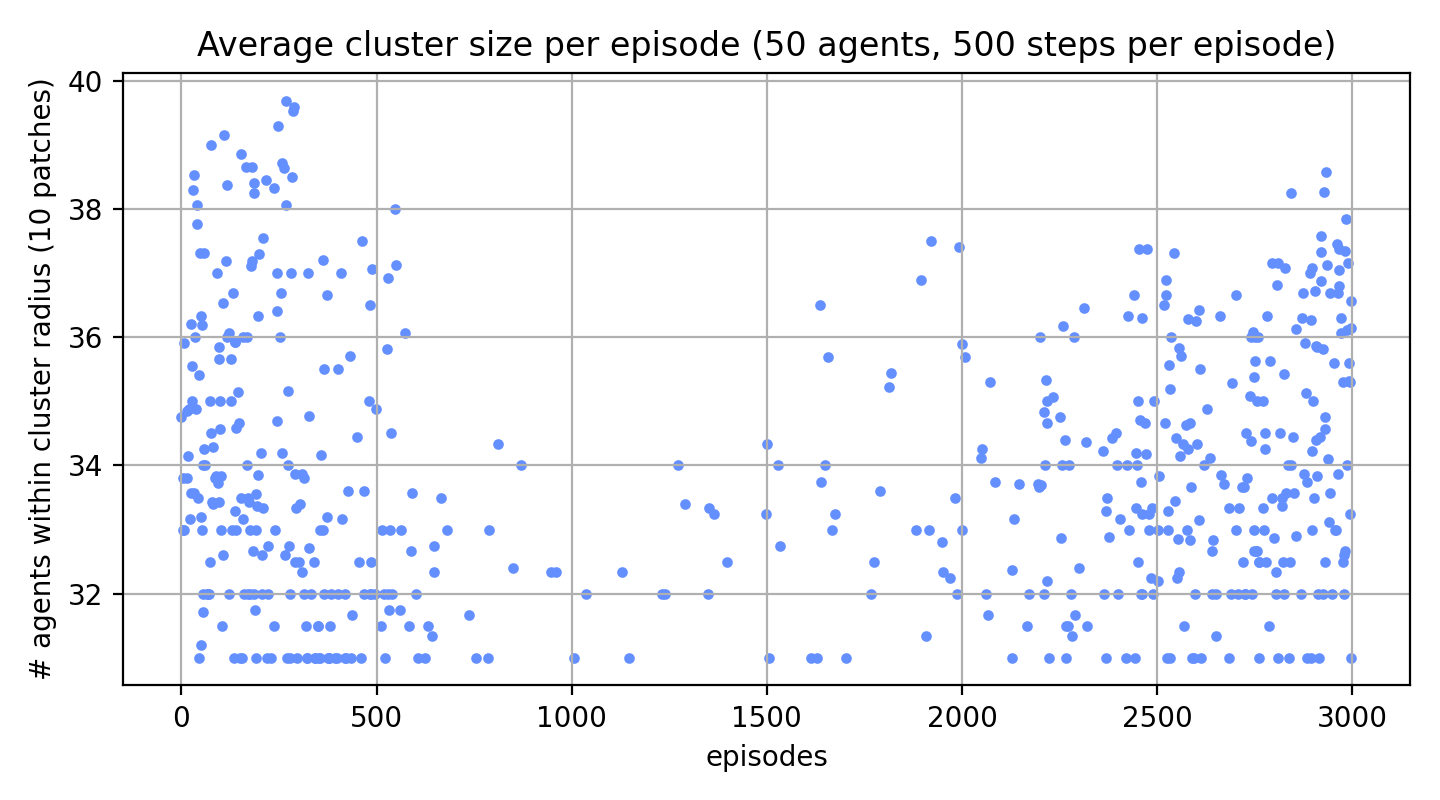 Average cluster size per episode (50 agents, 500 steps per episode)
# agents within cluster radius (10 patches)
40
38
36
34
32
0 500 1000 1500 2000 2500 3000
episodes